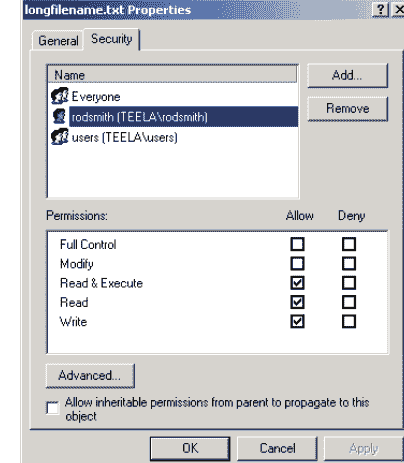 longfilename.txt Properties
General Security
Name
Add...
Everyone
Remove
rodsmith (TEELA\rodsmith)
users (TEELA\users)
Permissions: Allow Deny
Full Control
Modify
Read & Execute
Read
Write
Advanced...
Allow inheritable permissions from parent to propagate to this
object
OK Cancel Apply